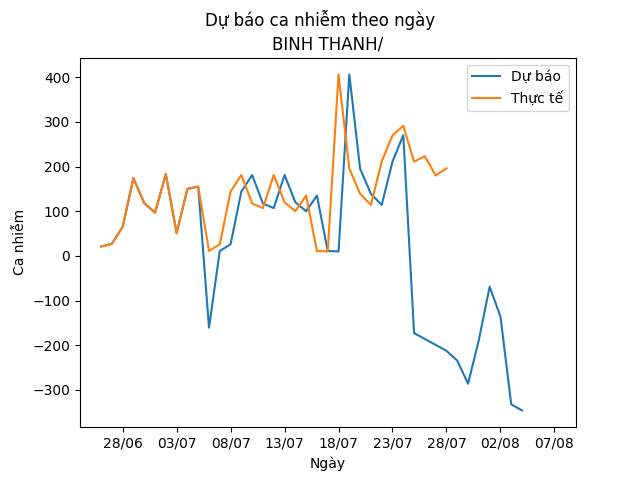 Dự báo ca nhiễm theo ngày
BINH THANH/
Dự báo
Thực tế
Ca nhiễm
400
300
200
100
0
−100
−200
−300
28/06 03/07 08/07 13/07 18/07 23/07 28/07 02/08 07/08
Ngày